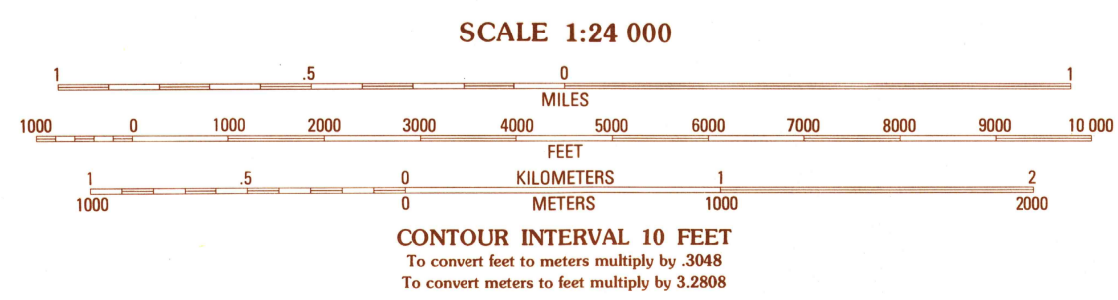 SCALE 1:24 000
1 .5 0 1
MILES
1000 0 1000 2000 3000 4000 5000 6000 7000 8000 9000 10 000
FEET
1 .5 0 KILOMETERS 1 2
1000 0 METERS 1000 2000
CONTOUR INTERVAL 10 FEET
To convert feet to meters multiply by .3048
To convert meters to feet multiply by 3.2808